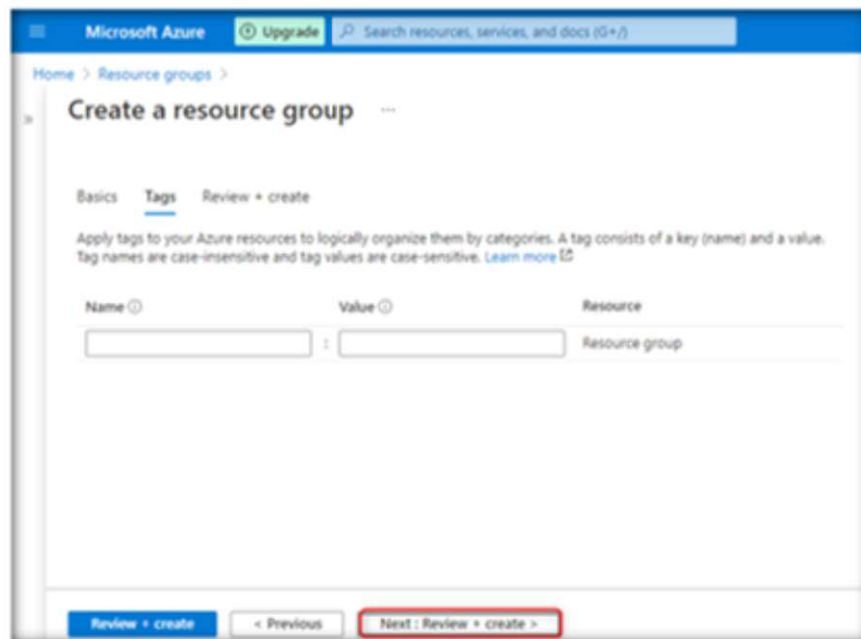 Microsoft Azure Upgrade Search resources, services, and docs (G+/)
Home > Resource groups >
Create a resource group ...
Basics Tags Review + create
Apply tags to your Azure resources to logically organize them by categories. A tag consists of a key (name) and a value.
Tag names are case-insensitive and tag values are case-sensitive. Learn more
Name Value Resource
: Resource group
Review + create < Previous Next : Review + create >